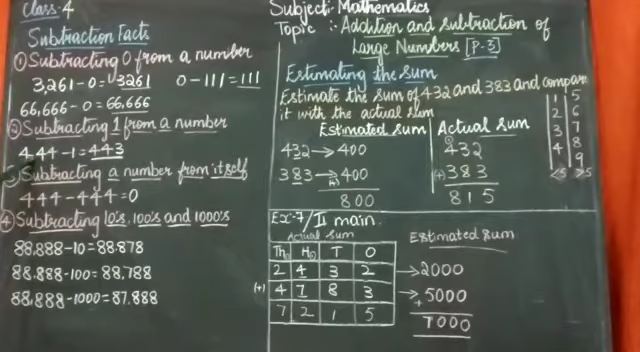 Class:-4
Subtraction Facts
① Subtracting 0 from a number
3,261-0=3261 0-111=111
66,666-0=66,666
② Subtracting 1 from a number
444-1=443
③ Subtracting a number from itself
444-444=0
④ Subtracting 10's, 100's and 1000's
88,888-10=88,878
88,888-100=88,788
88,888-1000=87,888
Subject:-Mathematics
Topic :-Addition and subtraction of
Large Numbers [P-3]
Estimating the sum
Estimate the sum of 432 and 383 and compare
it with the actual sum
Estimated sum Actual sum
432→400 432
383→400 +383
800 815
1 5
2 6
3 7
4 8
9
<5 >5
Ex-7/II main.
Actual sum Estimated sum
Th H T O
2 4 3 2 →2000
(+) 4 7 8 3 →+5000
7 2 1 5 7000